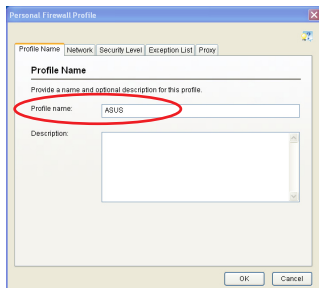 Personal Firewall Profile
Profile Name Network Security Level Exception List Proxy
Profile Name
Provide a name and optional description for this profile.
Profile name: ASUS
Description:
OK Cancel